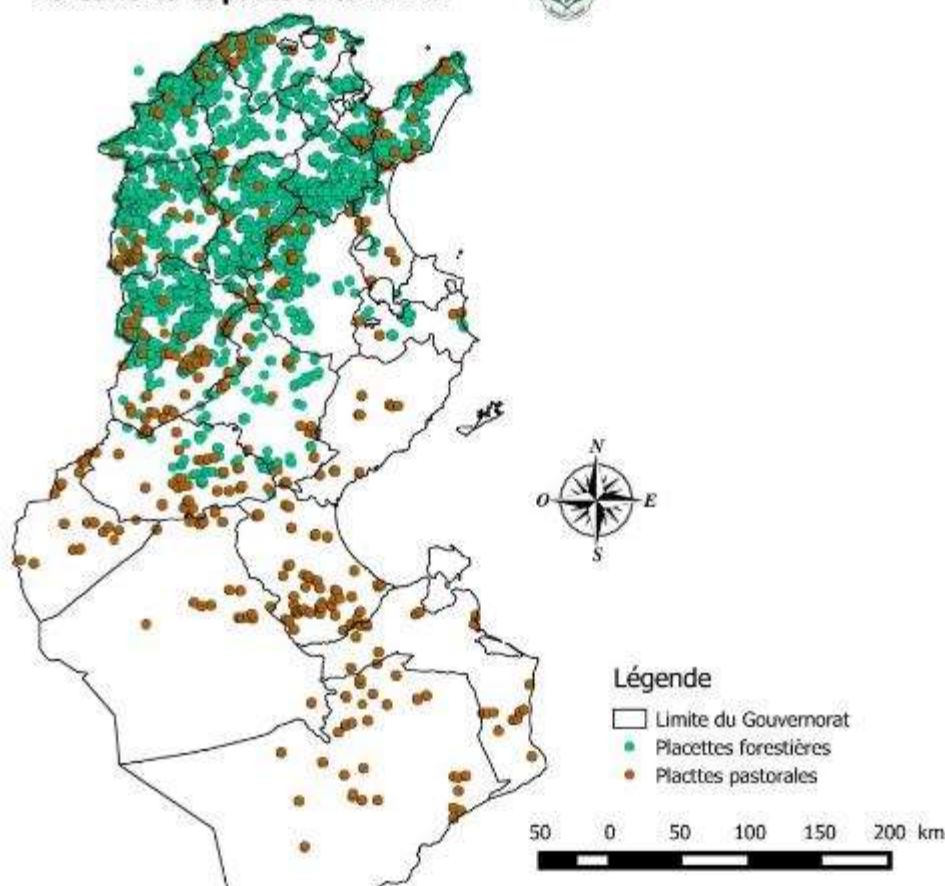 N
O E
S
Légende
Limite du Gouvernorat
Placettes forestières
Placttes pastorales
50 0 50 100 150 200 km